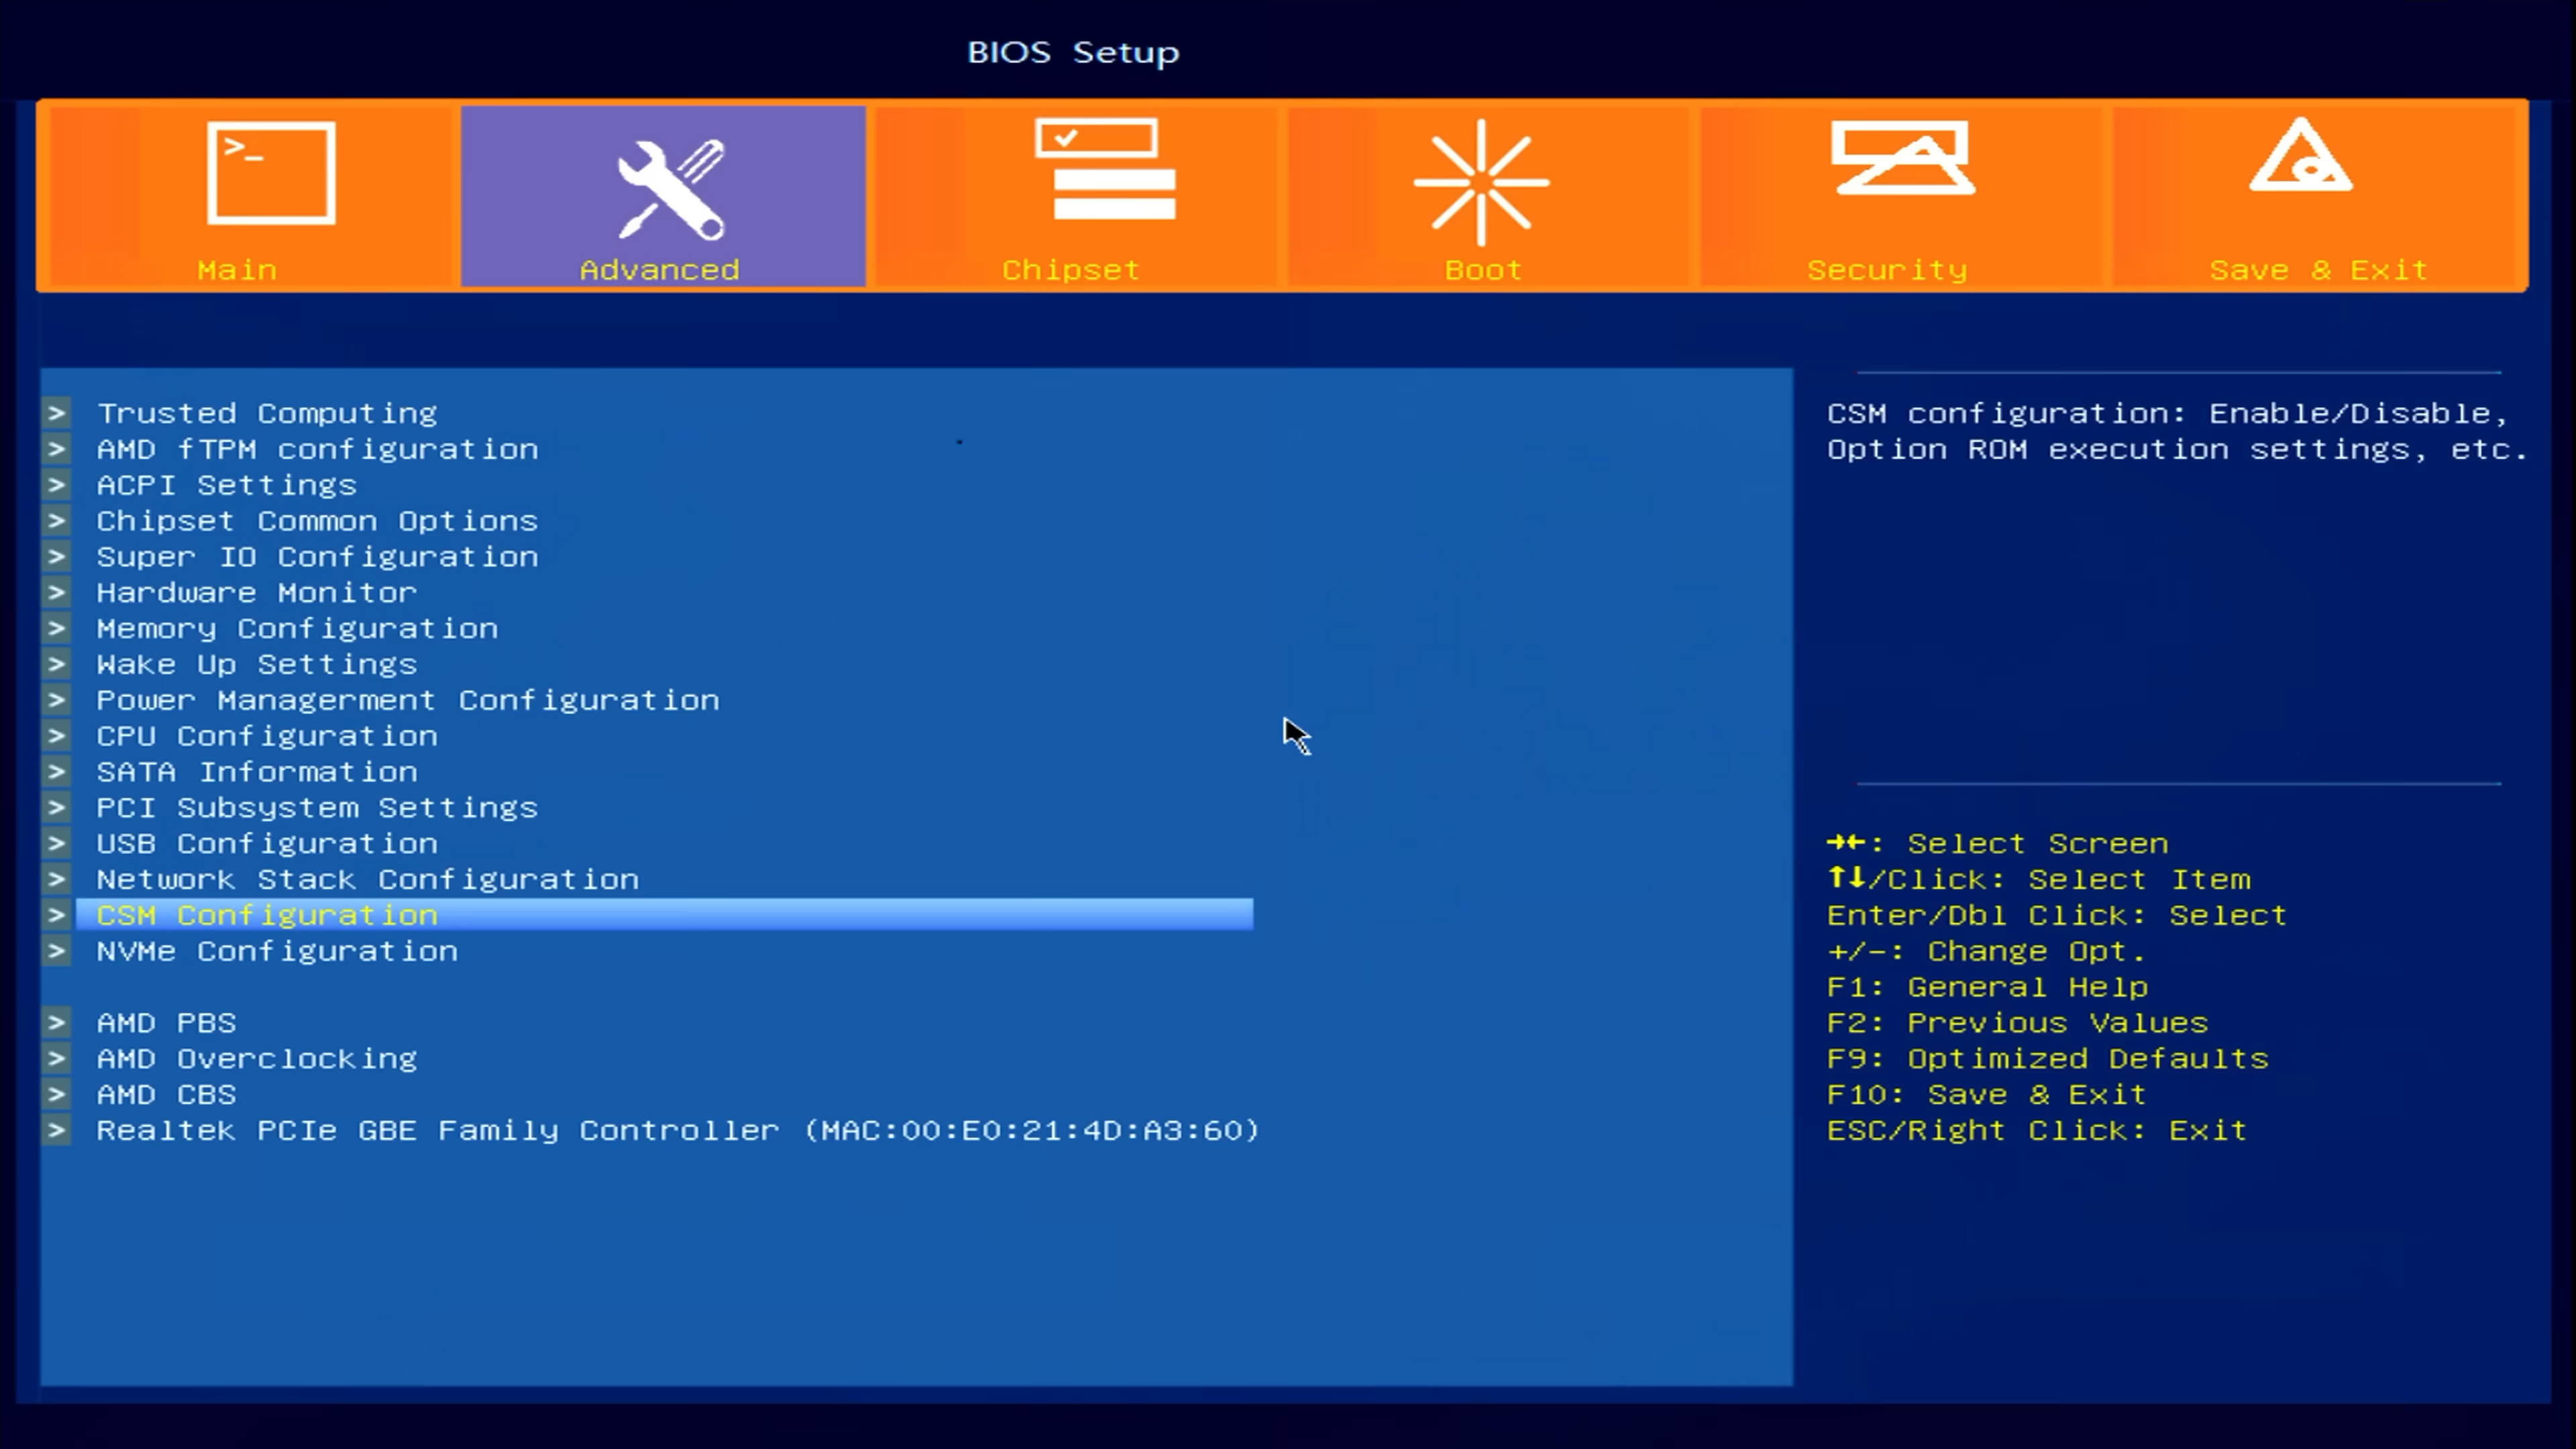 BIOS Setup
Main
Advanced
Chipset
Boot
Security
Save & Exit
> Trusted Computing
> AMD fTPM configuration
> ACPI Settings
> Chipset Common Options
> Super IO Configuration
> Hardware Monitor
> Memory Configuration
> Wake Up Settings
> Power Managerment Configuration
> CPU Configuration
> SATA Information
> PCI Subsystem Settings
> USB Configuration
> Network Stack Configuration
> CSM Configuration
> NVMe Configuration
> AMD PBS
> AMD Overclocking
> AMD CBS
> Realtek PCIe GBE Family Controller (MAC:00:E0:21:4D:A3:60)
CSM configuration: Enable/Disable,
Option ROM execution settings, etc.
→←: Select Screen
↑↓/Click: Select Item
Enter/Dbl Click: Select
+/-: Change Opt.
F1: General Help
F2: Previous Values
F9: Optimized Defaults
F10: Save & Exit
ESC/Right Click: Exit